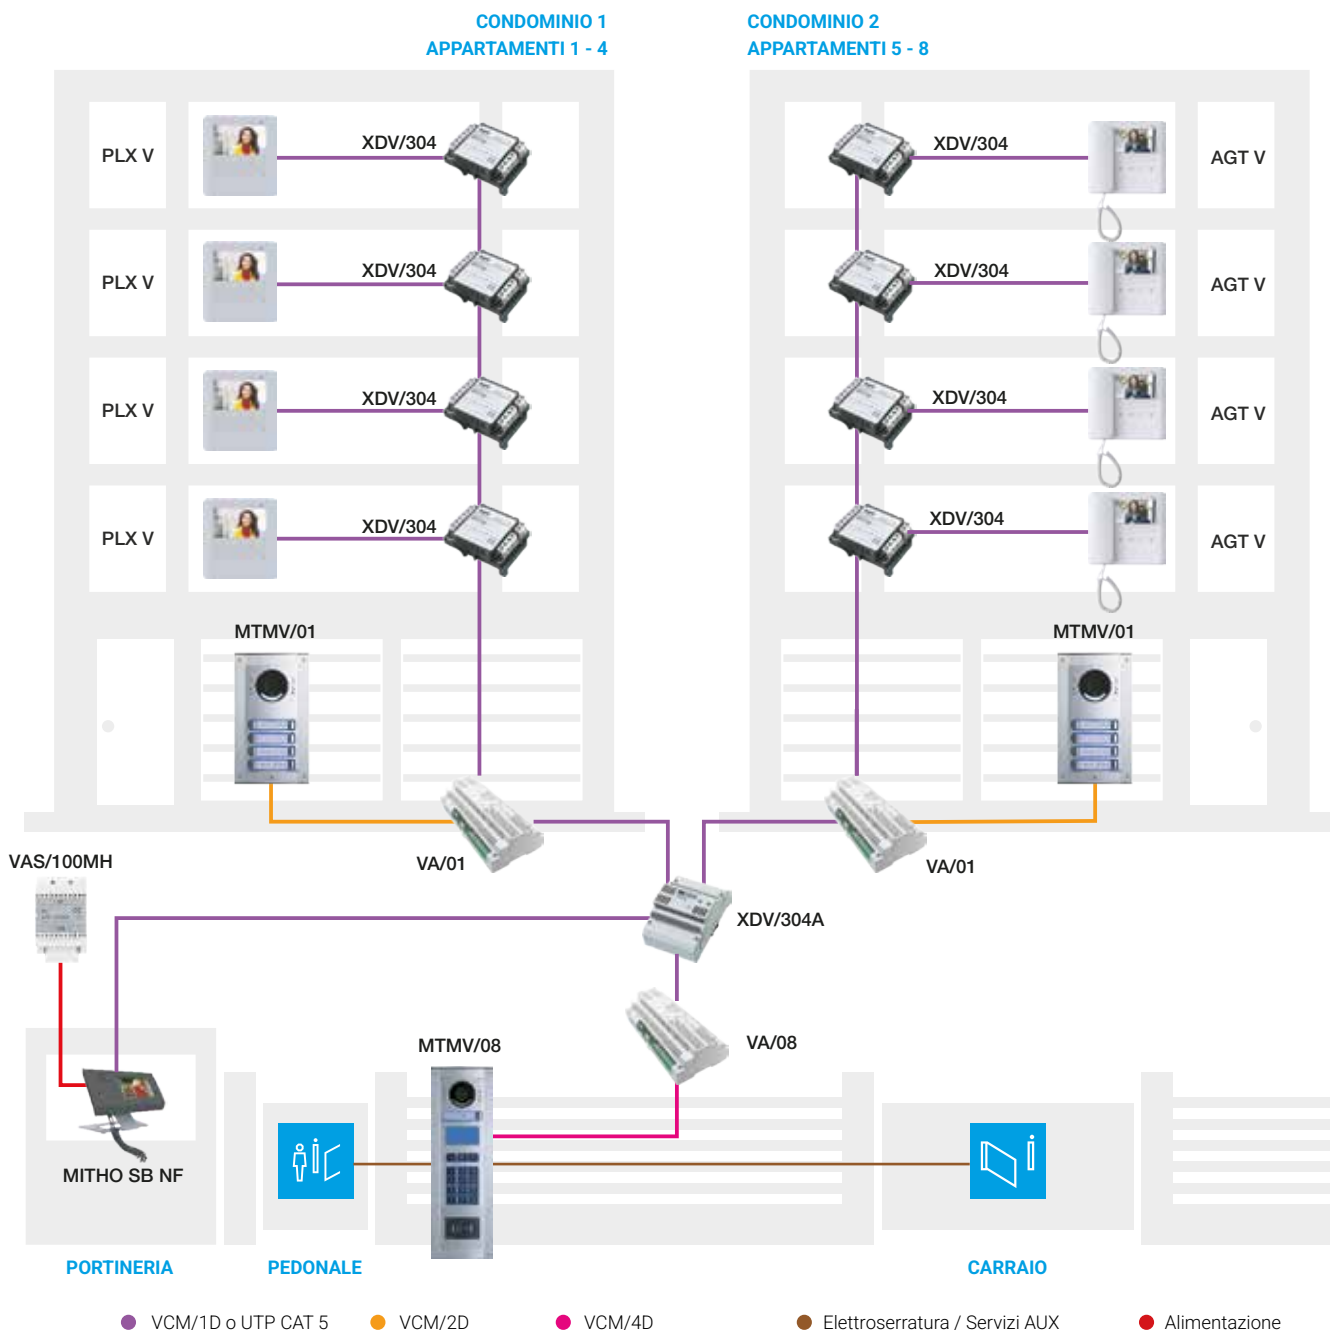 CONDOMINIO 1
APPARTAMENTI 1 - 4
CONDOMINIO 2
APPARTAMENTI 5 - 8
PLX V
XDV/304
XDV/304
AGT V
PLX V
XDV/304
XDV/304
AGT V
PLX V
XDV/304
XDV/304
AGT V
PLX V
XDV/304
XDV/304
AGT V
MTMV/01
MTMV/01
VA/01
VA/01
VAS/100MH
XDV/304A
MTMV/08
VA/08
MITHO SB NF
PORTINERIA
PEDONALE
CARRAIO
VCM/1D o UTP CAT 5
VCM/2D
VCM/4D
Elettroserratura / Servizi AUX
Alimentazione